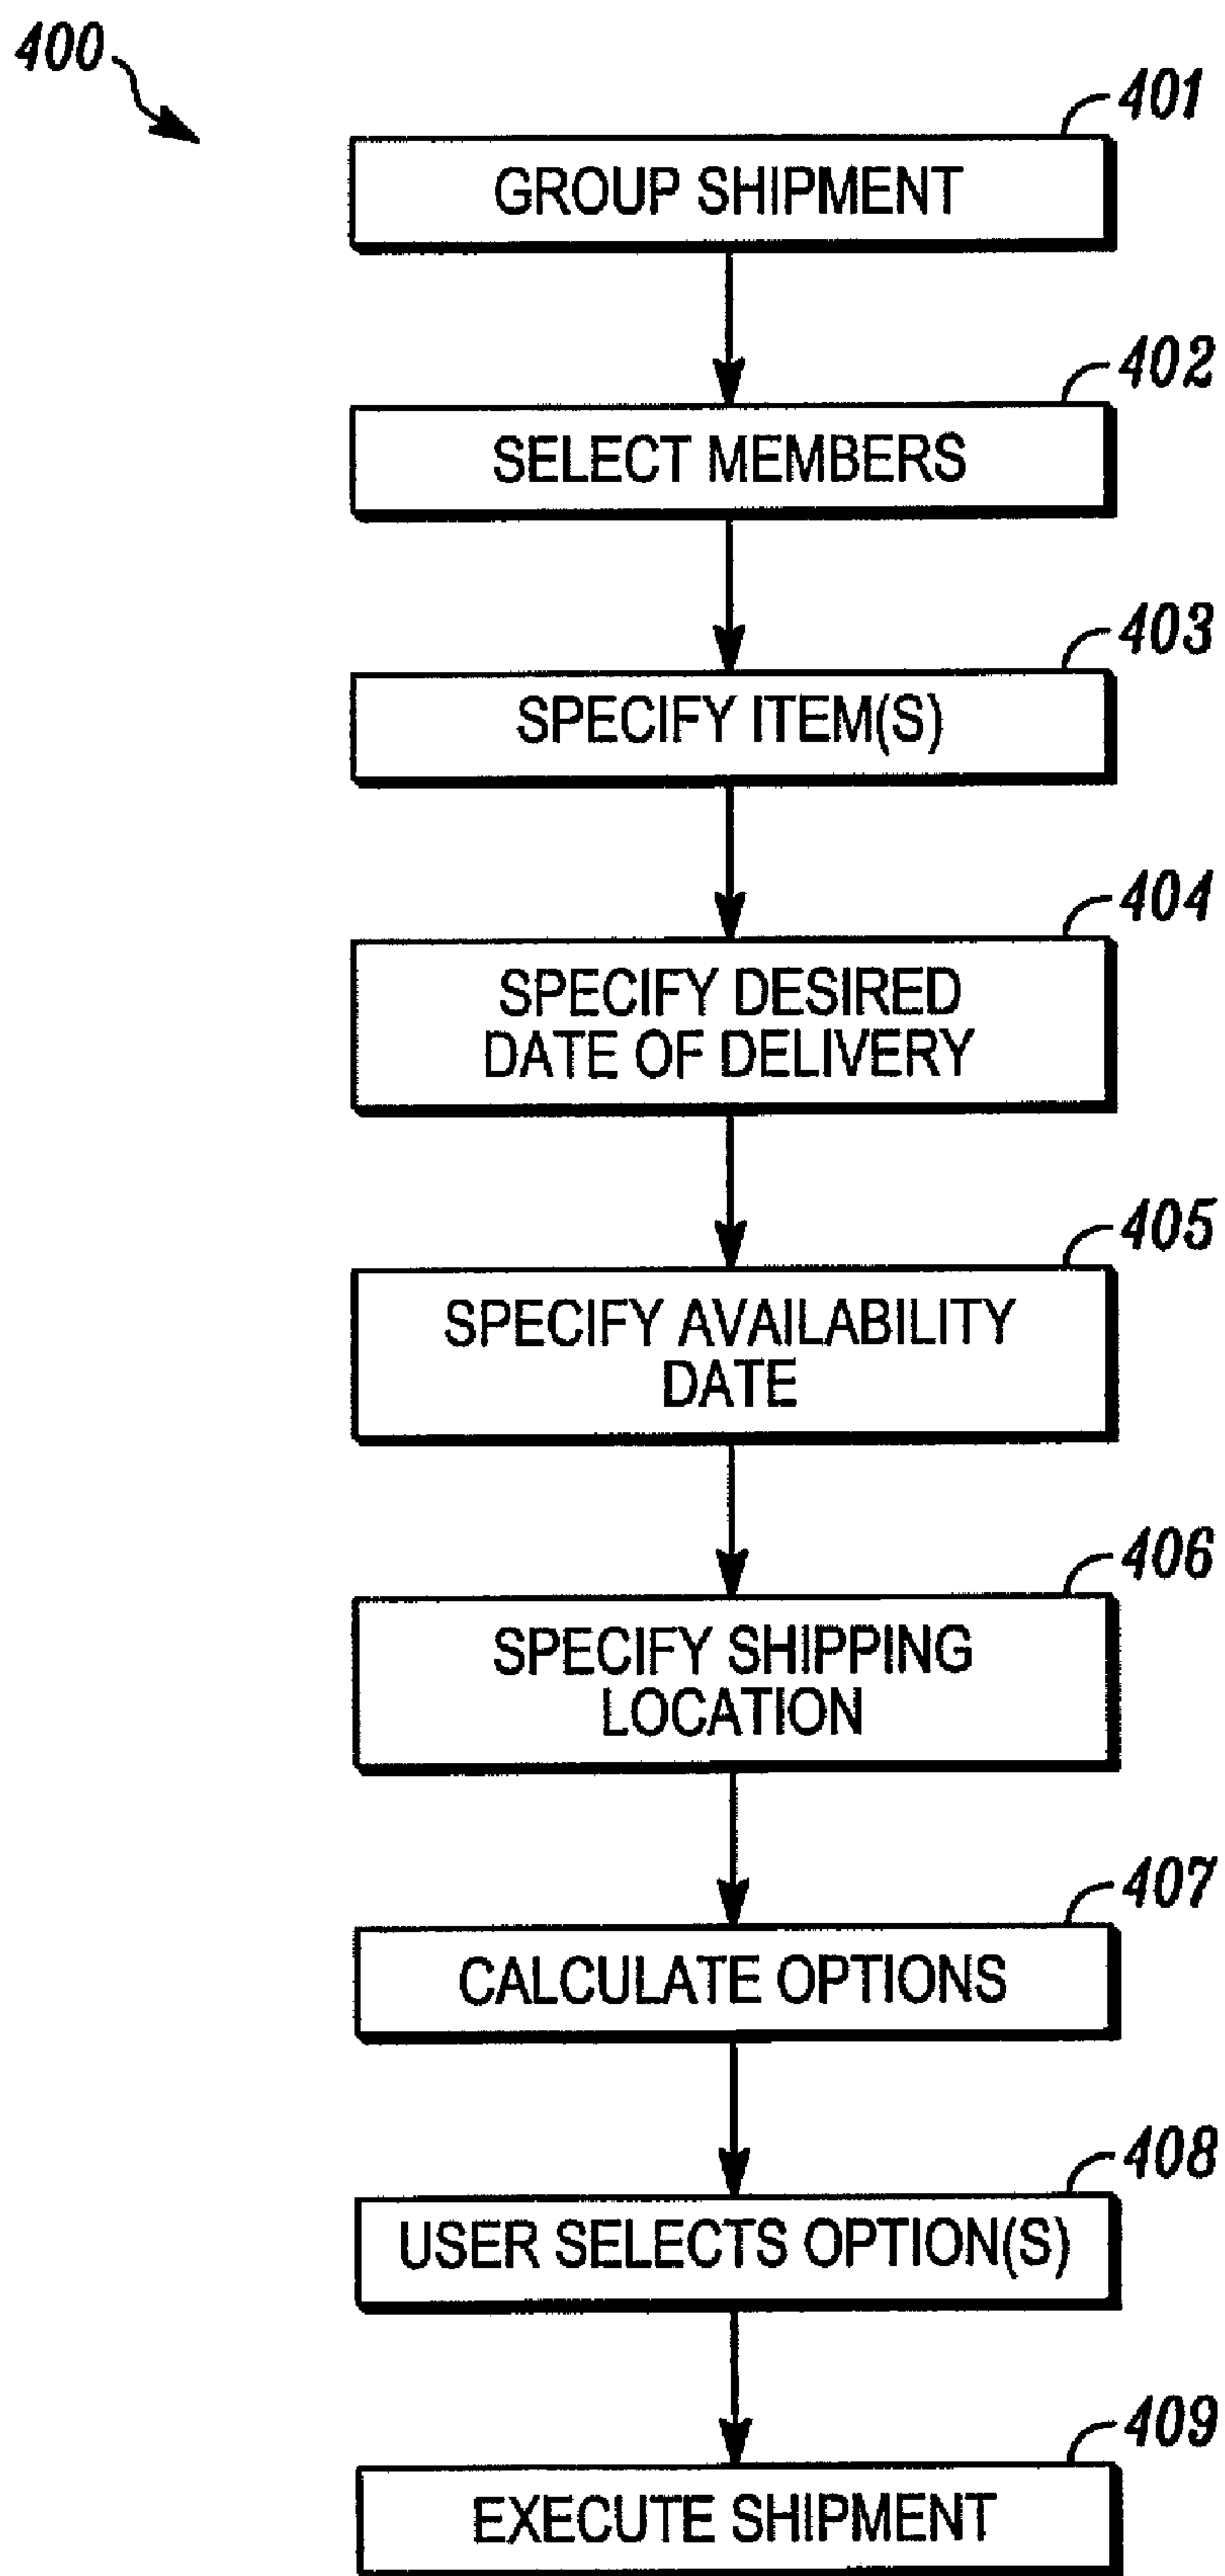 400
401
GROUP SHIPMENT
402
SELECT MEMBERS
403
SPECIFY ITEM(S)
404
SPECIFY DESIRED
DATE OF DELIVERY
405
SPECIFY AVAILABILITY
DATE
406
SPECIFY SHIPPING
LOCATION
407
CALCULATE OPTIONS
408
USER SELECTS OPTION(S)
409
EXECUTE SHIPMENT